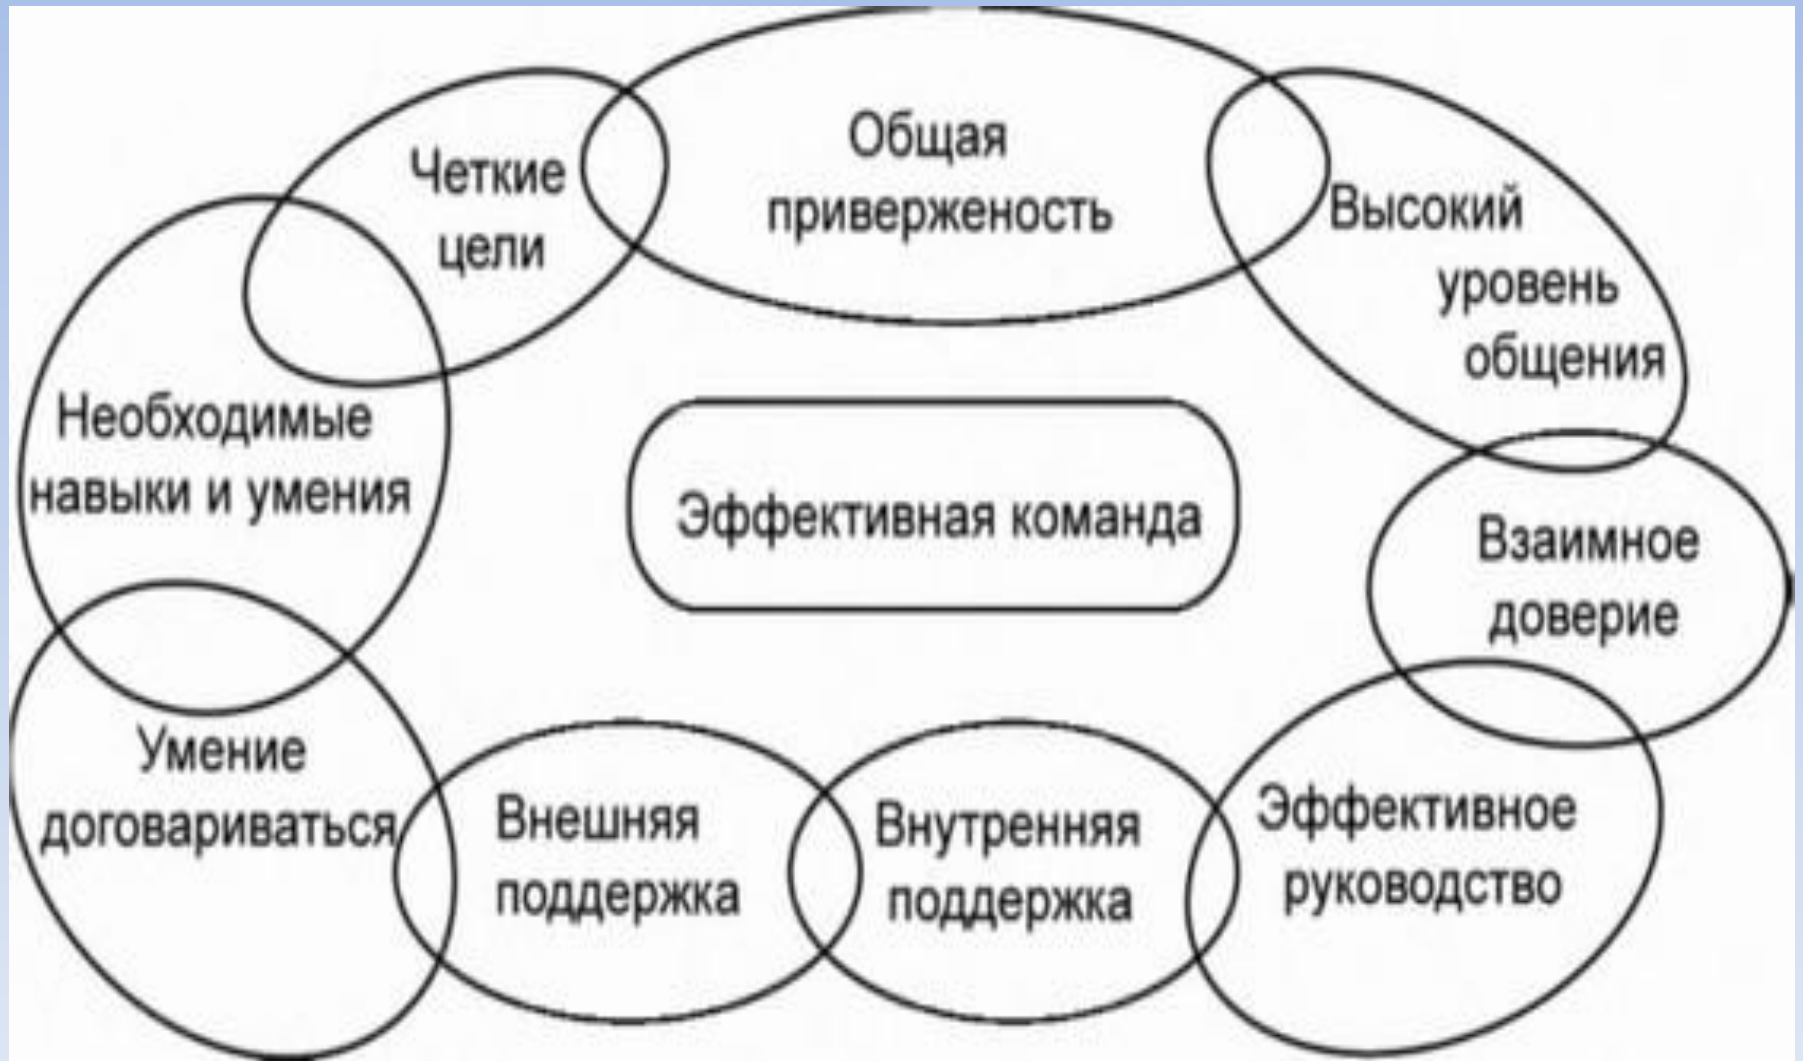 Общая
приверженость
Четкие
цели
Высокий
уровень
общения
Необходимые
навыки и умения
Эффективная команда
Взаимное
доверие
Умение
договариваться
Внешняя
поддержка
Внутренняя
поддержка
Эффективное
руководство